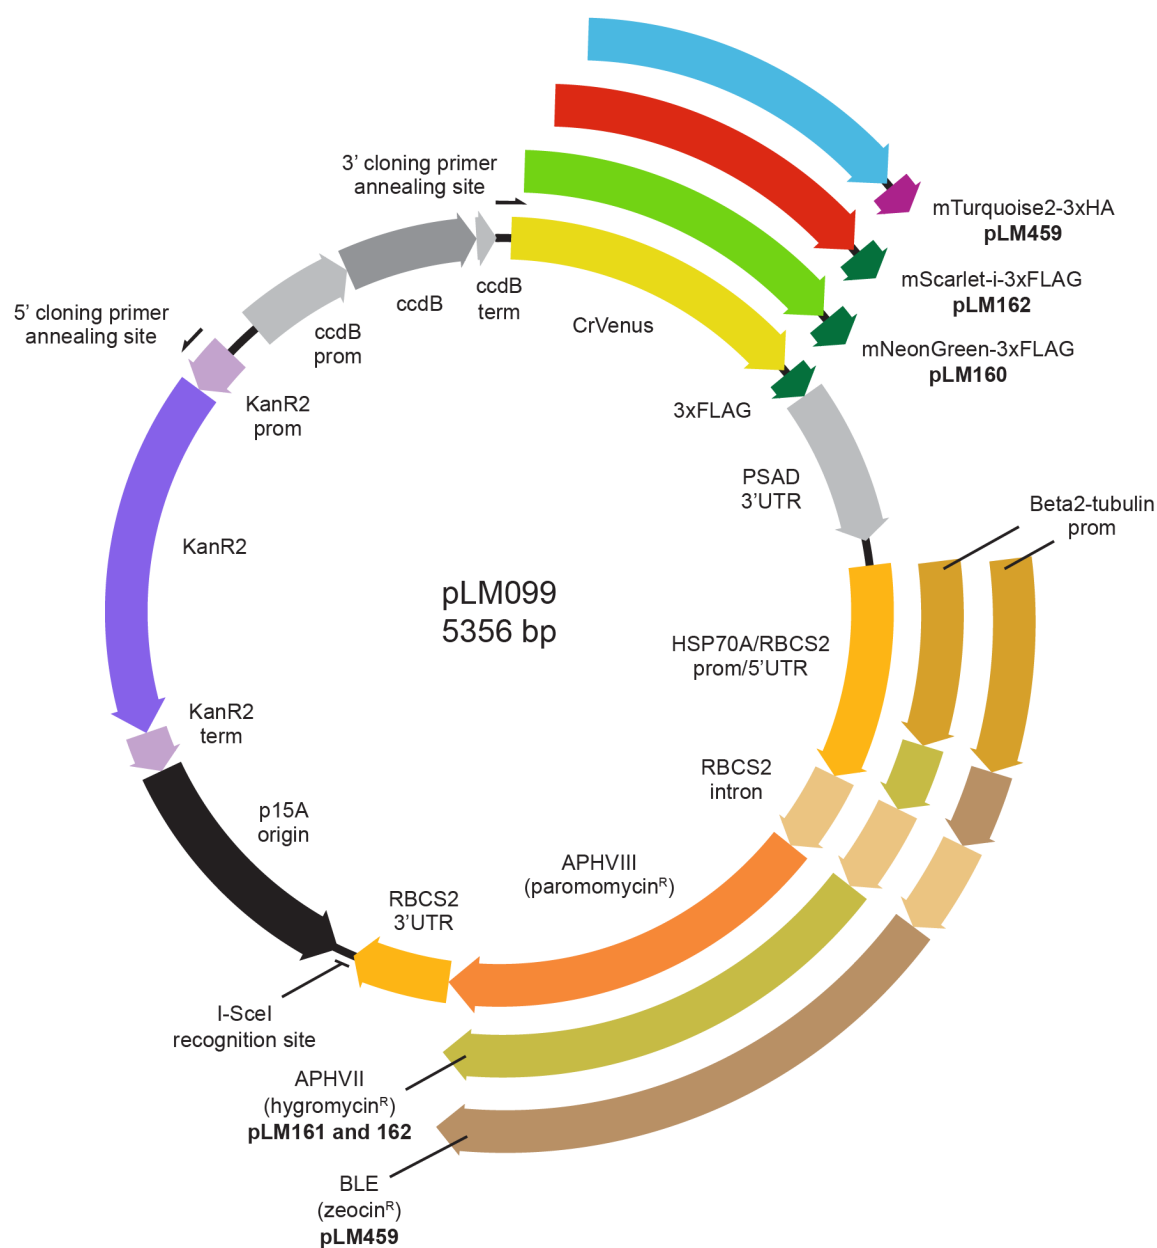 3’ cloning primer
annealing site
mTurquoise2-3xHA
pLM459
mScarlet-i-3xFLAG
pLM162
mNeonGreen-3xFLAG
pLM160
5’ cloning primer
annealing site
ccdB
prom
ccdB
ccdB
term
CrVenus
3xFLAG
KanR2
prom
PSAD
3’UTR
Beta2-tubulin
prom
KanR2
pLM099
5356 bp
HSP70A/RBCS2
prom/5’UTR
KanR2
term
RBCS2
intron
p15A
origin
APHVIII
(paromomycinᴿ)
RBCS2
3’UTR
I-SceI
recognition site
APHVII
(hygromycinᴿ)
pLM161 and 162
BLE
(zeocinᴿ)
pLM459